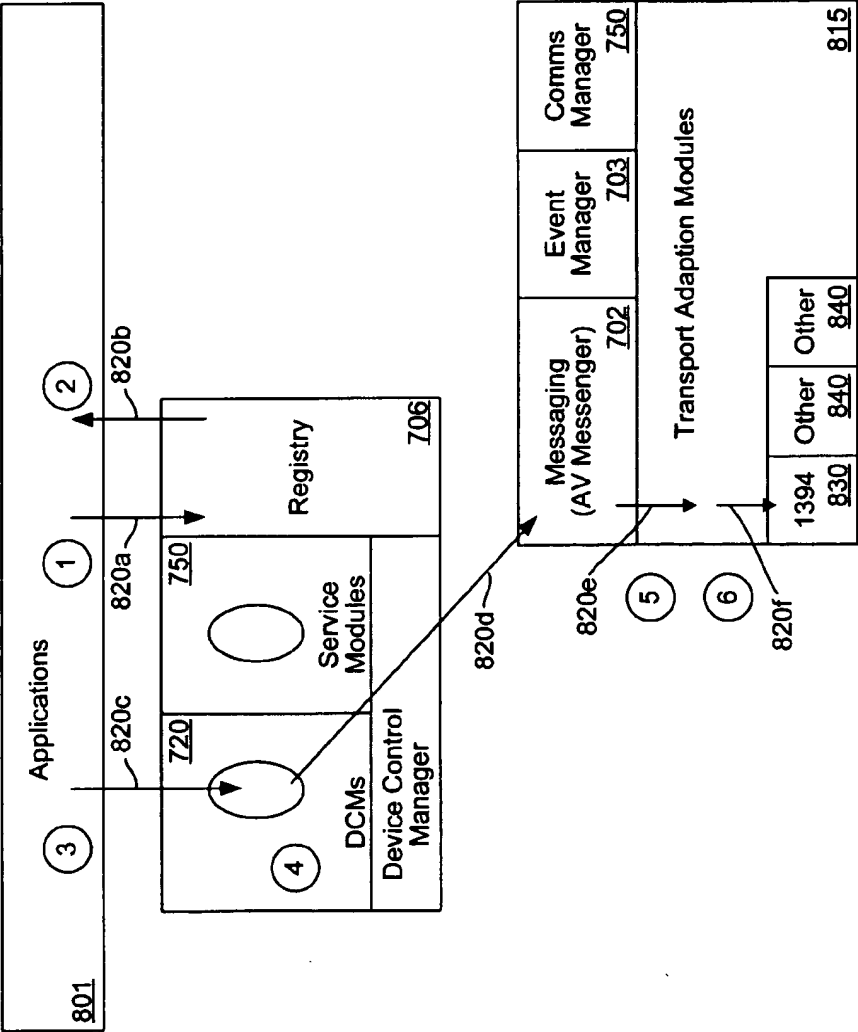 Applications
801
3
820c
1
820a
2
820b
720
DCMs
4
750
Service
Modules
Registry
706
Device Control
Manager
820d
Messaging
(AV Messenger)
702
Event
Manager
703
Comms
Manager
750
820e
5
Transport Adaption Modules
815
6
820f
1394
830
Other
840
Other
840